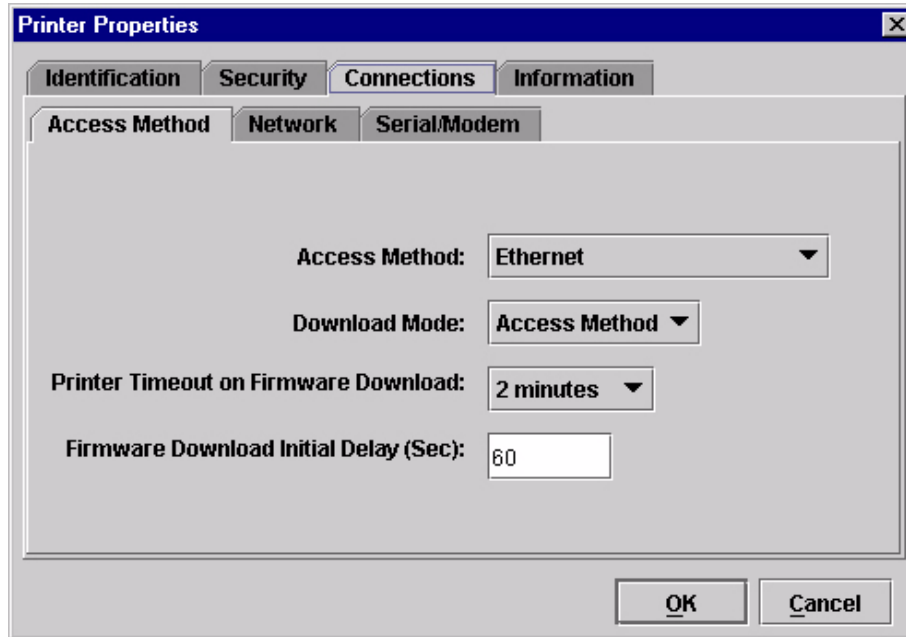 Printer Properties
Identification Security Connections Information
Access Method Network Serial/Modem
Access Method: Ethernet
Download Mode: Access Method
Printer Timeout on Firmware Download: 2 minutes
Firmware Download Initial Delay (Sec): 60
OK Cancel